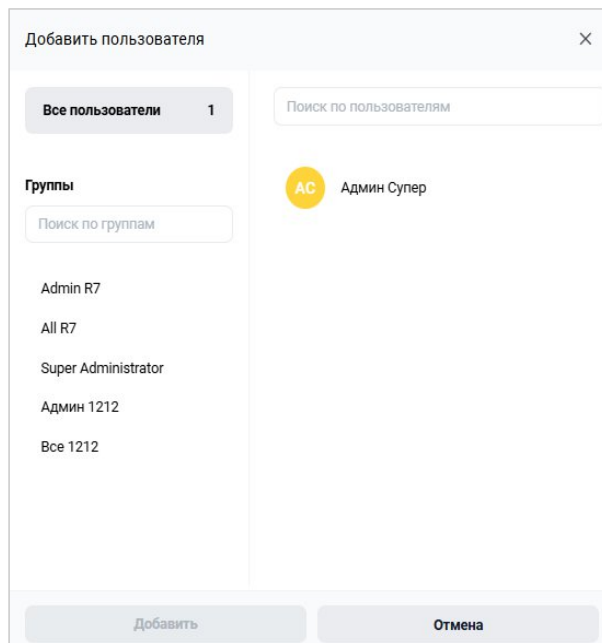 Добавить пользователя
Все пользователи 1
Поиск по пользователям
Группы
Поиск по группам
АС Админ Супер
Admin R7
All R7
Super Administrator
Админ 1212
Все 1212
Добавить
Отмена